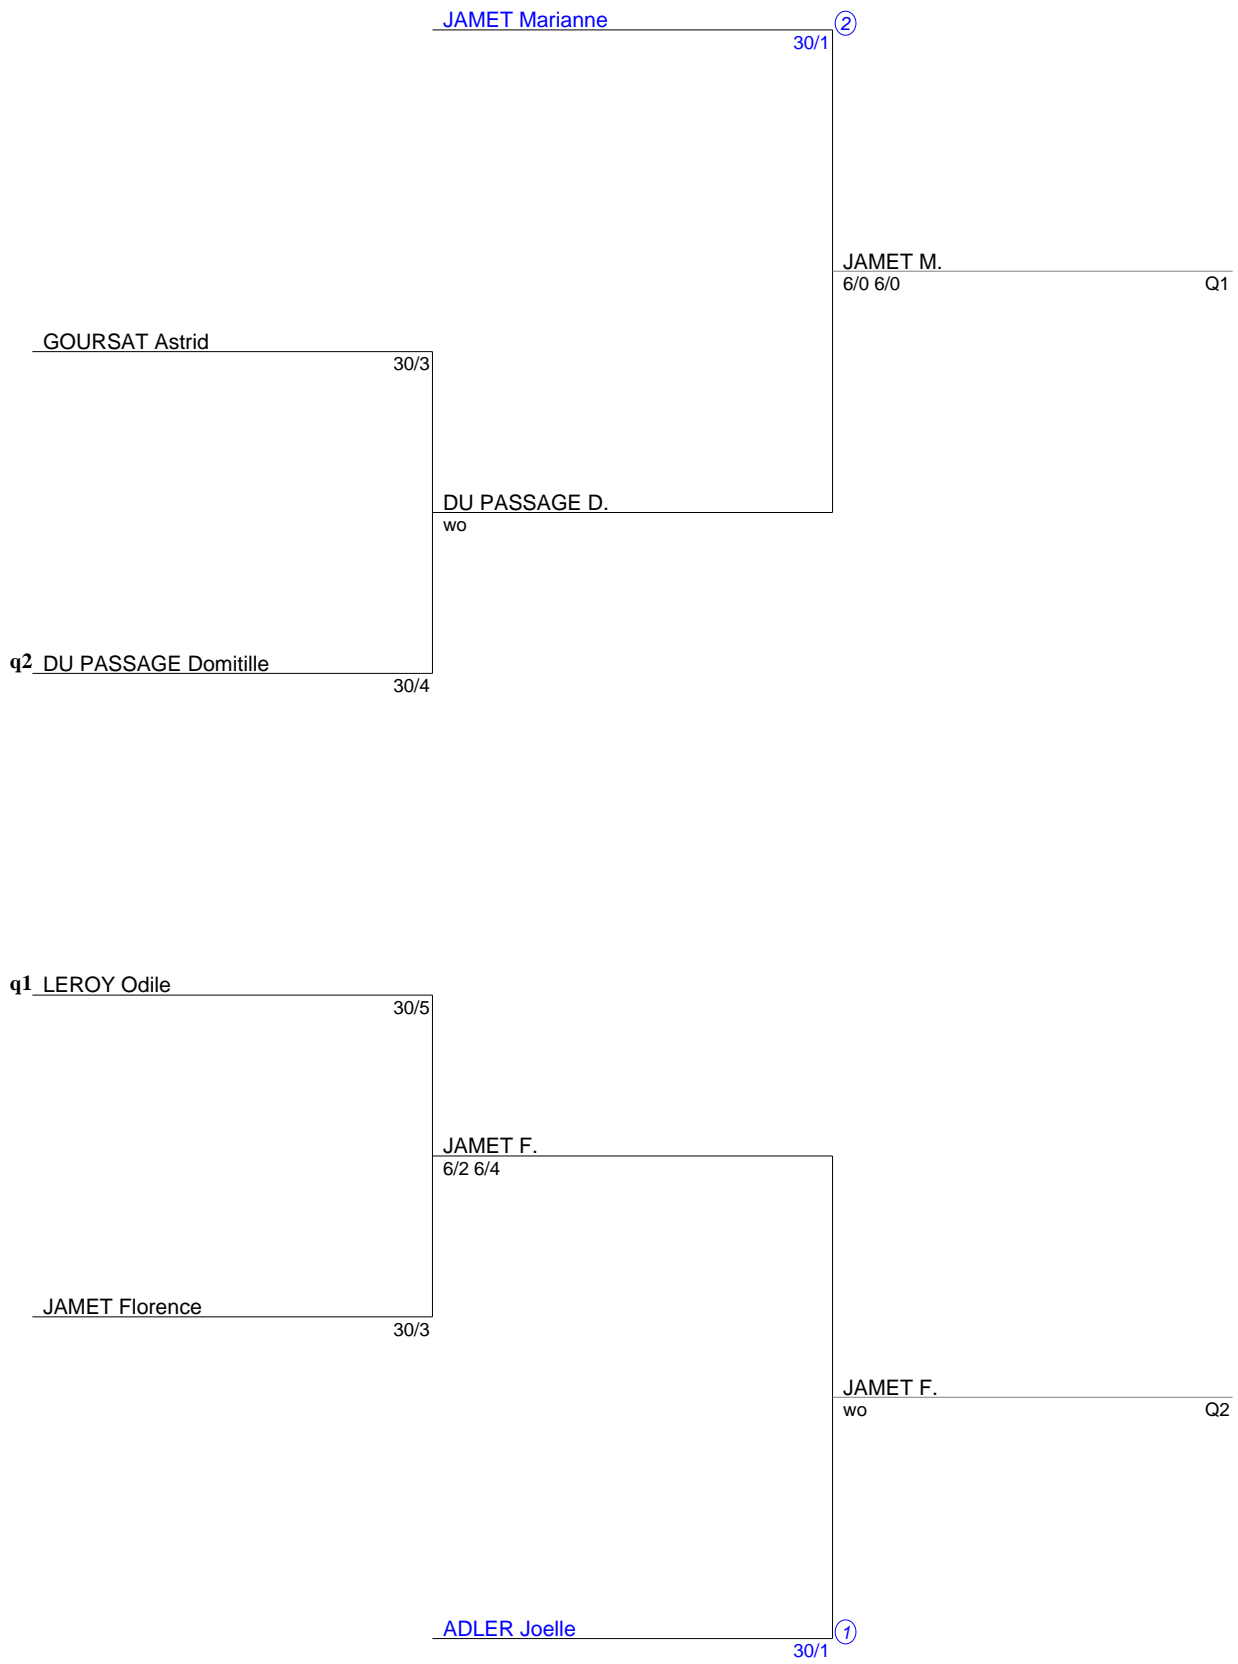 JAMET Marianne
30/1
2
JAMET M.
6/0 6/0
Q1
GOURSAT Astrid
30/3
DU PASSAGE D.
wo
q2 DU PASSAGE Domitille
30/4
q1 LEROY Odile
30/5
JAMET F.
6/2 6/4
JAMET Florence
30/3
JAMET F.
wo
Q2
ADLER Joelle
30/1
1